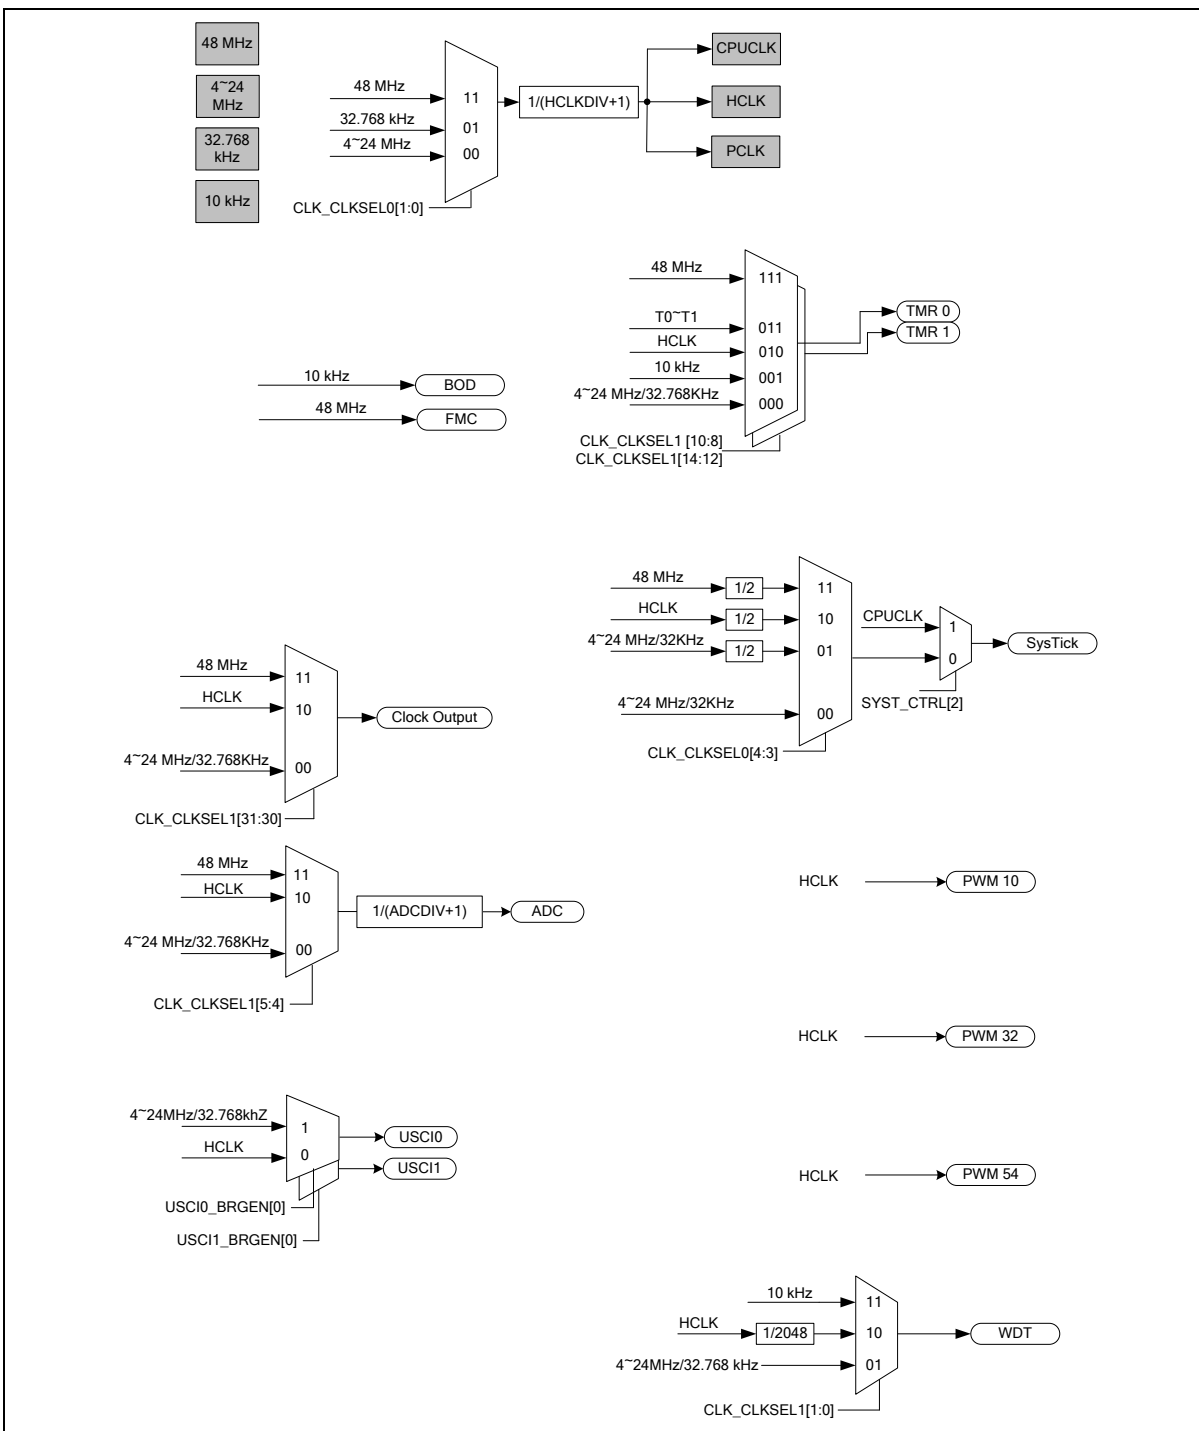 48 MHz
4~24
MHz
32.768
kHz
10 kHz
48 MHz
32.768 kHz
4~24 MHz
11
01
00
CLK_CLKSEL0[1:0]
1/(HCLKDIV+1)
CPUCLK
HCLK
PCLK
48 MHz
T0~T1
HCLK
10 kHz
4~24 MHz/32.768KHz
111
011
010
001
000
CLK_CLKSEL1 [10:8]
CLK_CLKSEL1[14:12]
TMR 0
TMR 1
10 kHz
BOD
48 MHz
FMC
48 MHz
1/2
11
HCLK
1/2
10
4~24 MHz/32KHz
1/2
01
4~24 MHz/32KHz
00
CLK_CLKSEL0[4:3]
CPUCLK
1
0
SYST_CTRL[2]
SysTick
48 MHz
11
HCLK
10
4~24 MHz/32.768KHz
00
CLK_CLKSEL1[31:30]
Clock Output
48 MHz
11
HCLK
10
4~24 MHz/32.768KHz
00
CLK_CLKSEL1[5:4]
1/(ADCDIV+1)
ADC
HCLK
PWM 10
HCLK
PWM 32
HCLK
PWM 54
4~24MHz/32.768khZ
1
HCLK
0
USCI0
USCI1
USCI0_BRGEN[0]
USCI1_BRGEN[0]
10 kHz
11
HCLK
1/2048
10
4~24MHz/32.768 kHz
01
CLK_CLKSEL1[1:0]
WDT